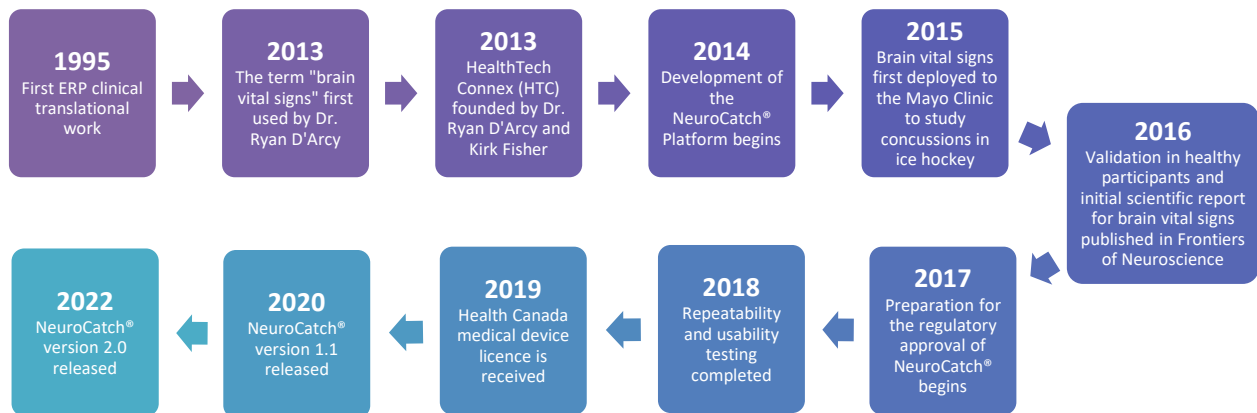 1995
First ERP clinical
translational
work
2013
The term "brain
vital signs" first
used by Dr.
Ryan D'Arcy
2013
HealthTech
Connex (HTC)
founded by Dr.
Ryan D'Arcy and
Kirk Fisher
2014
Development of
the
NeuroCatch®
Platform begins
2015
Brain vital signs
first deployed to
the Mayo Clinic
to study
concussions in
ice hockey
2016
Validation in healthy
participants and
initial scientific report
for brain vital signs
published in Frontiers
of Neuroscience
2017
Preparation for
the regulatory
approval of
NeuroCatch®
begins
2018
Repeatability
and usability
testing
completed
2019
Health Canada
medical device
licence is
received
2020
NeuroCatch®
version 1.1
released
2022
NeuroCatch®
version 2.0
released